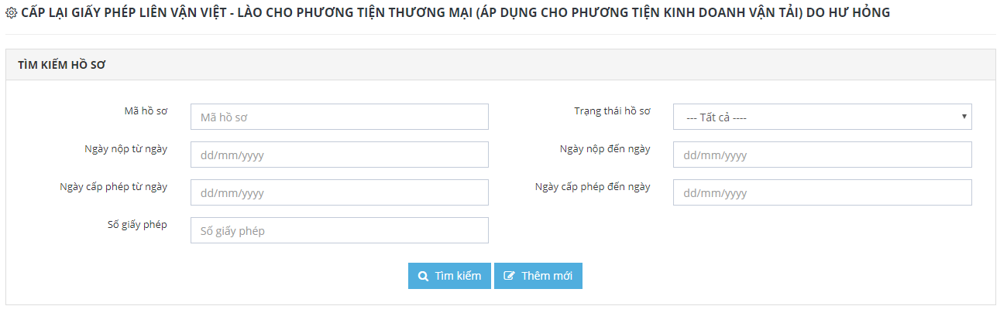 CẤP LẠI GIẤY PHÉP LIÊN VẬN VIỆT - LÀO CHO PHƯƠNG TIỆN THƯƠNG MẠI (ÁP DỤNG CHO PHƯƠNG TIỆN KINH DOANH VẬN TẢI) DO HƯ HỎNG
TÌM KIẾM HỒ SƠ
Mã hồ sơ Mã hồ sơ Trạng thái hồ sơ --- Tất cả ----
Ngày nộp từ ngày dd/mm/yyyy Ngày nộp đến ngày dd/mm/yyyy
Ngày cấp phép từ ngày dd/mm/yyyy Ngày cấp phép đến ngày dd/mm/yyyy
Số giấy phép Số giấy phép
Tìm kiếm Thêm mới